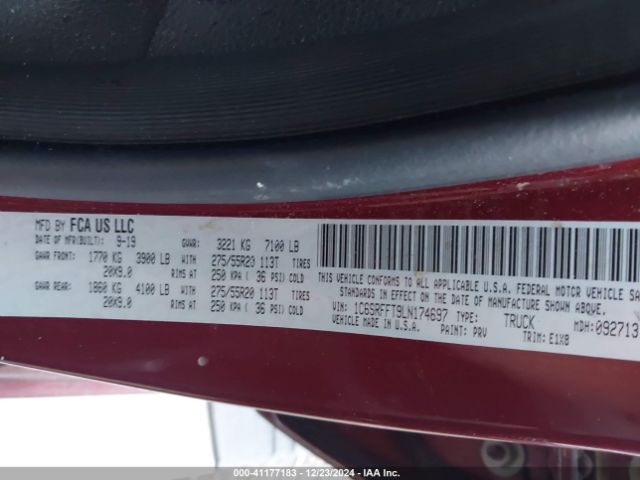 MFD BY FCA US LLC
DATE OF MFR(BUILT): 9-19 GVWR: 3221 KG 7100 LB
GAWR FRONT: 1770 KG 3900 LB WITH 275/55R23 113T TIRES
20X9.0 RIMS AT 250 KPA ( 36 PSI) COLD
GAWR REAR: 1860 KG 4100 LB WITH 275/55R20 113T TIRES
20X9.0 RIMS AT 250 KPA ( 36 PSI) COLD
THIS VEHICLE CONFORMS TO ALL APPLICABLE U.S.A. FEDERAL MOTOR VEHICLE
STANDARDS IN EFFECT ON THE DATE OF MANUFACTURE SHOWN ABOVE.
VIN: 1C6SRFFT9LN174697 TYPE: TRUCK MDH: 092713
VEHICLE MADE IN U.S.A. PAINT: PRV TRIM: E1X8
000-41177183 - 12/23/2024 - IAA Inc.